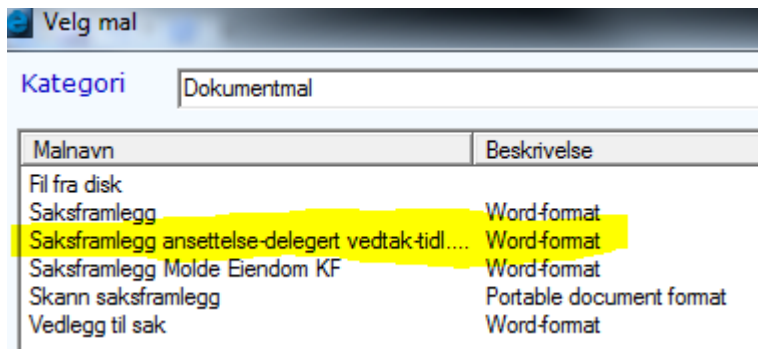 Velg mal
Kategori Dokumentmal
Malnavn Beskrivelse
Fil fra disk
Saksframlegg Word-format
Saksframlegg ansettelse-delegert vedtak-tidl.... Word-format
Saksframlegg Molde Eiendom KF Word-format
Skann saksframlegg Portable document format
Vedlegg til sak Word-format